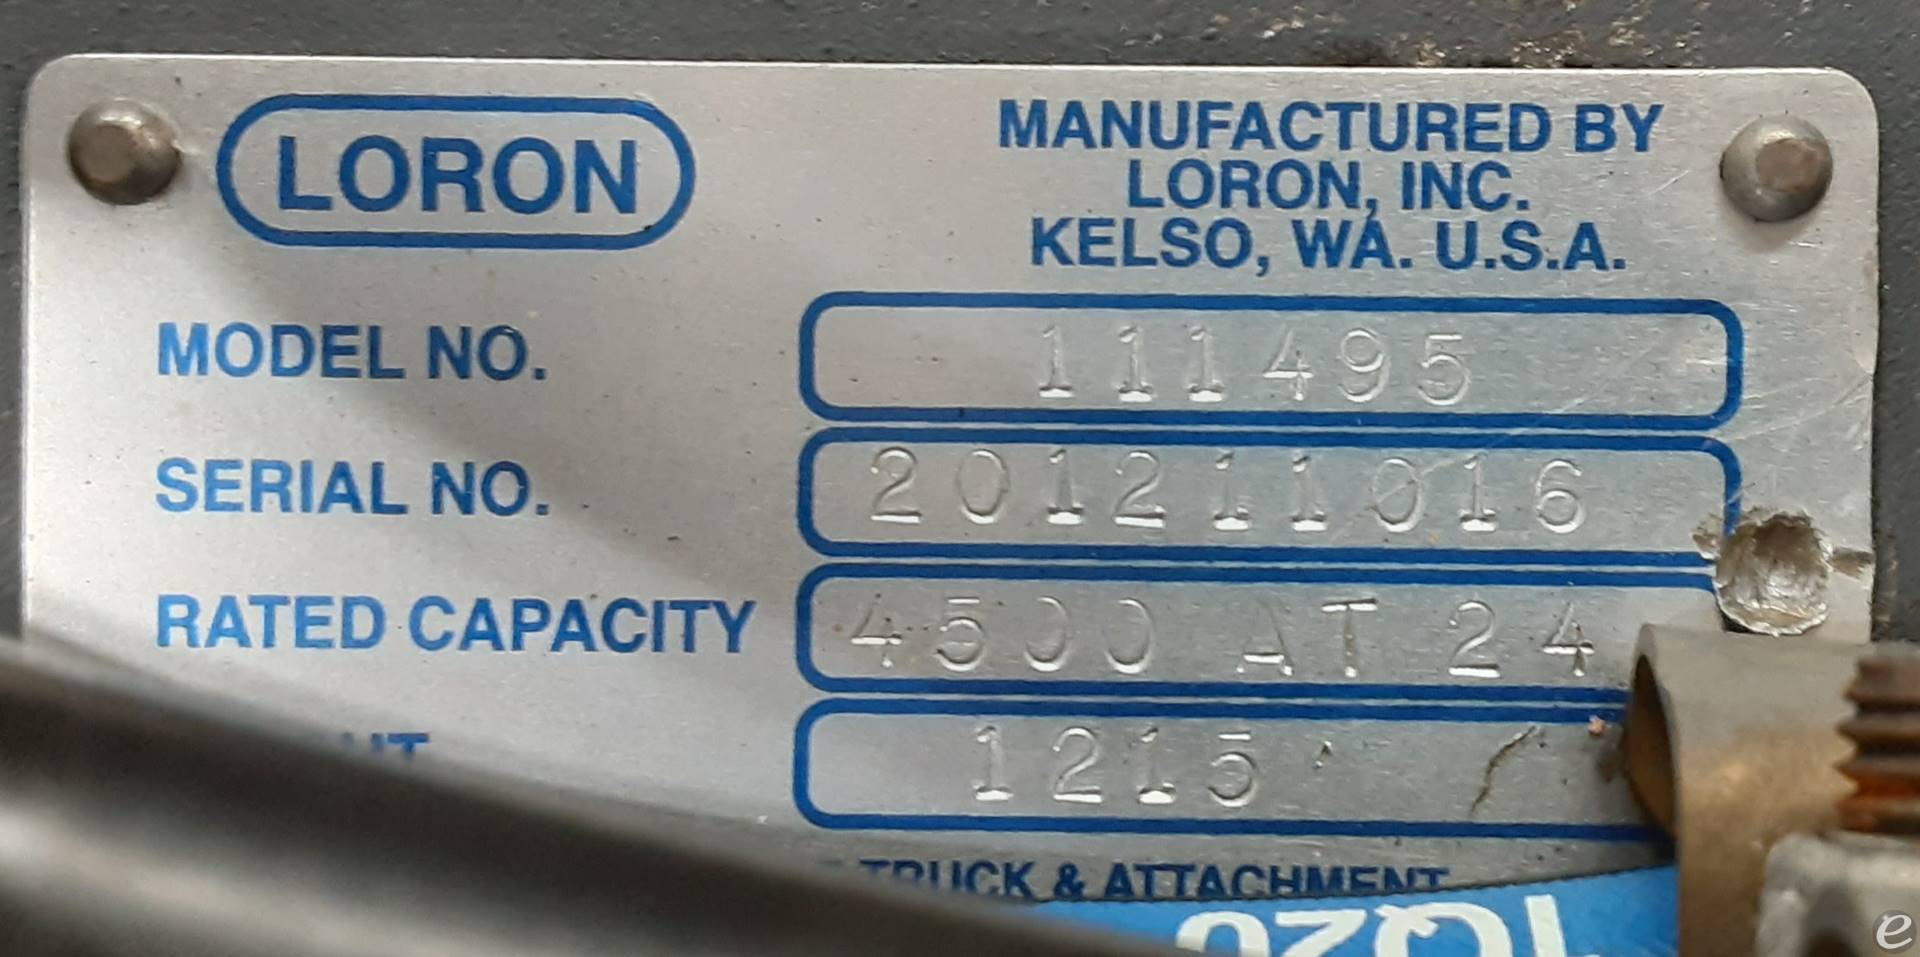 LORON
MANUFACTURED BY
LORON, INC.
KELSO, WA. U.S.A.
MODEL NO. 111495
SERIAL NO. 201211016
RATED CAPACITY 4500 AT 24
1215
TRUCK & ATTACHMENT
e